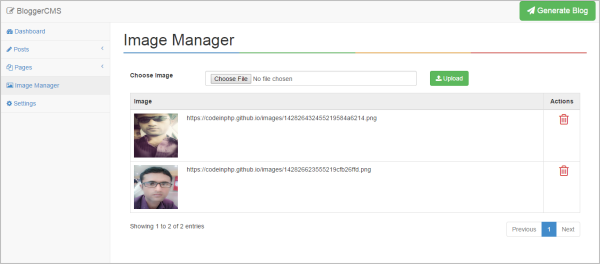 BloggerCMS
Generate Blog
Dashboard
Posts
Pages
Image Manager
Settings
Image Manager
Choose Image
Choose File No file chosen
Upload
Image Actions
https://codeinphp.github.io/images/142826432455219584a6214.png
https://codeinphp.github.io/images/142826623555219cfb26ffd.png
Showing 1 to 2 of 2 entries
Previous 1 Next